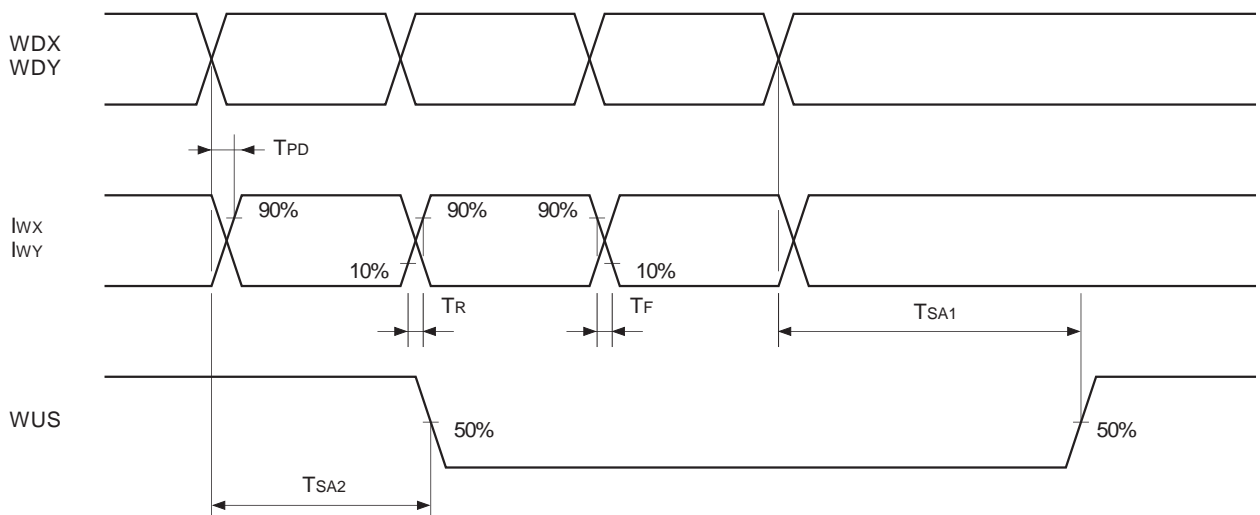 WDX
WDY
TPD
IWX
IWY
90%
90%
90%
10%
10%
TR
TF
TSA1
WUS
50%
50%
TSA2